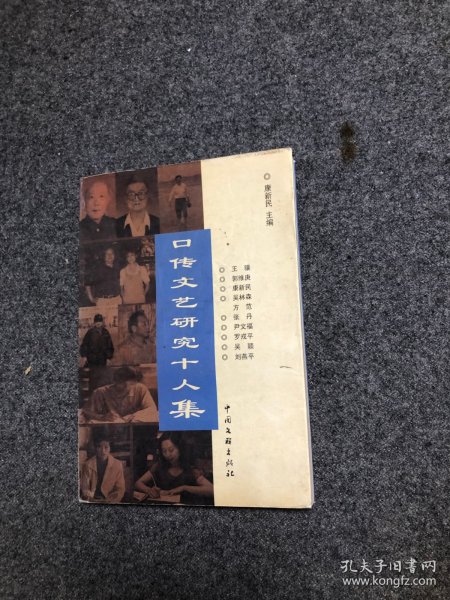 康新民 主编
口传文艺研究十人集
王骧
郭维庚
康新民
吴林森
方范
张丹
尹文福
罗戎平
吴颖
刘燕平
中国文联出版社
孔夫子旧书网
www.kongfz.com